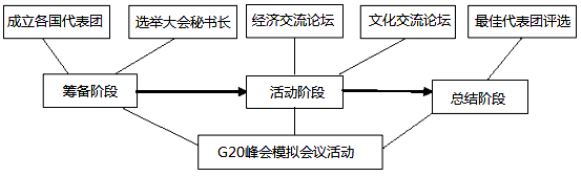 成立各国代表团
选举大会秘书长
经济交流论坛
文化交流论坛
最佳代表团评选
筹备阶段
活动阶段
总结阶段
G20峰会模拟会议活动